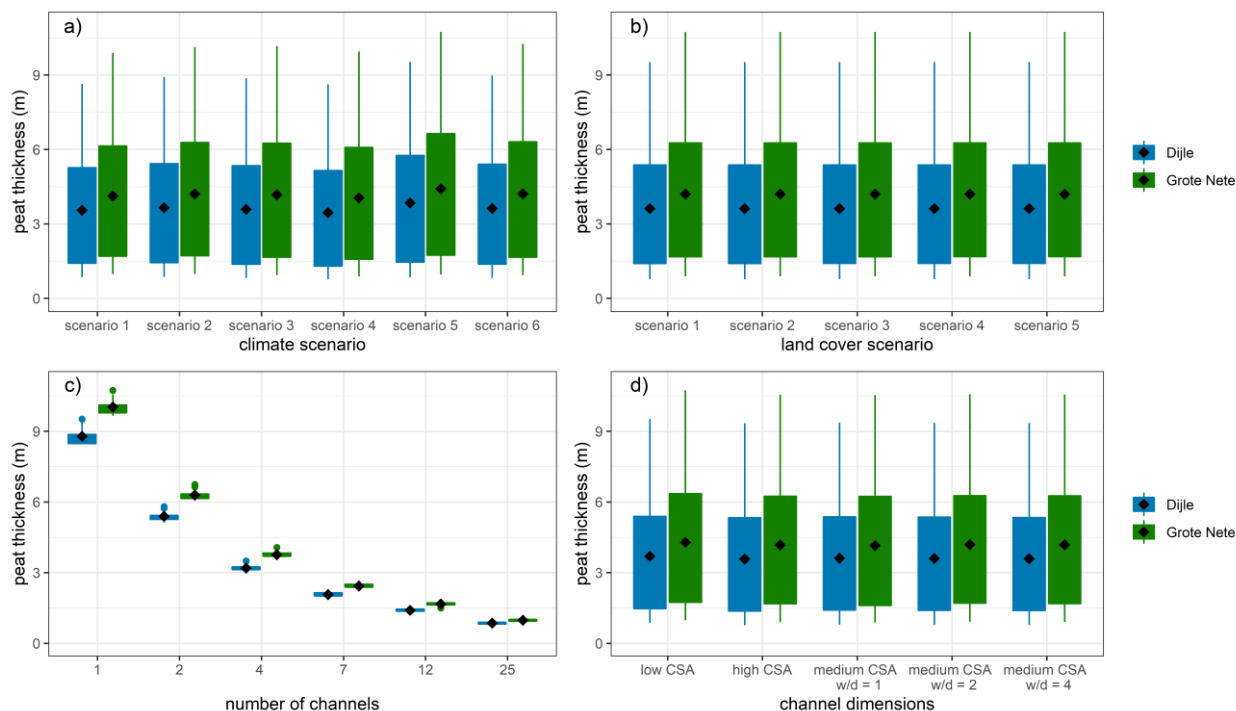 a)
peat thickness (m)
9
6
3
0
scenario 1 scenario 2 scenario 3 scenario 4 scenario 5 scenario 6
climate scenario
b)
peat thickness (m)
9
6
3
0
scenario 1 scenario 2 scenario 3 scenario 4 scenario 5
land cover scenario
Dijle
Grote Nete
c)
peat thickness (m)
9
6
3
0
1 2 4 7 12 25
number of channels
d)
peat thickness (m)
9
6
3
0
low CSA high CSA medium CSA medium CSA medium CSA
w/d = 1 w/d = 2 w/d = 4
channel dimensions
Dijle
Grote Nete